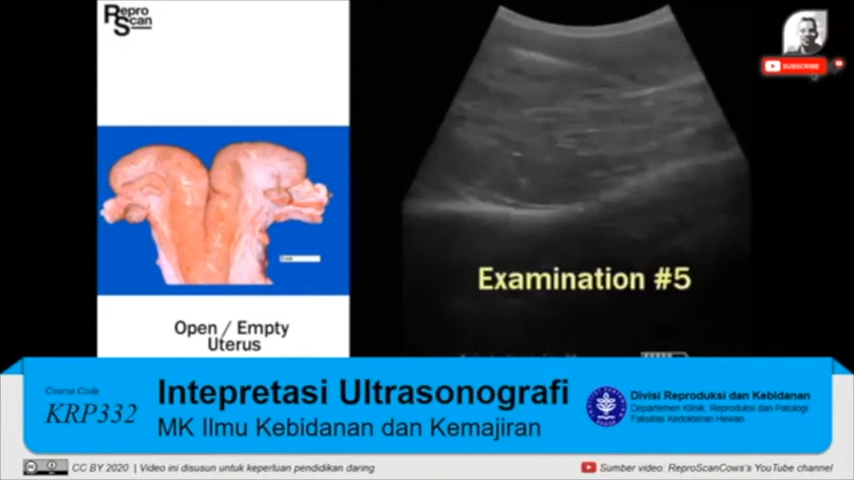 Repro
Scan
SUBSCRIBE
Examination #5
Open / Empty
Uterus
Course Code
KRP332
Intepretasi Ultrasonografi
MK Ilmu Kebidanan dan Kemajiran
Divisi Reproduksi dan Kebidanan
Departemen Klinik, Reproduksi dan Patologi
Fakultas Kedokteran Hewan
CC BY 2020 | Video ini disusun untuk keperluan pendidikan daring
Sumber video: ReproScanCows's YouTube channel